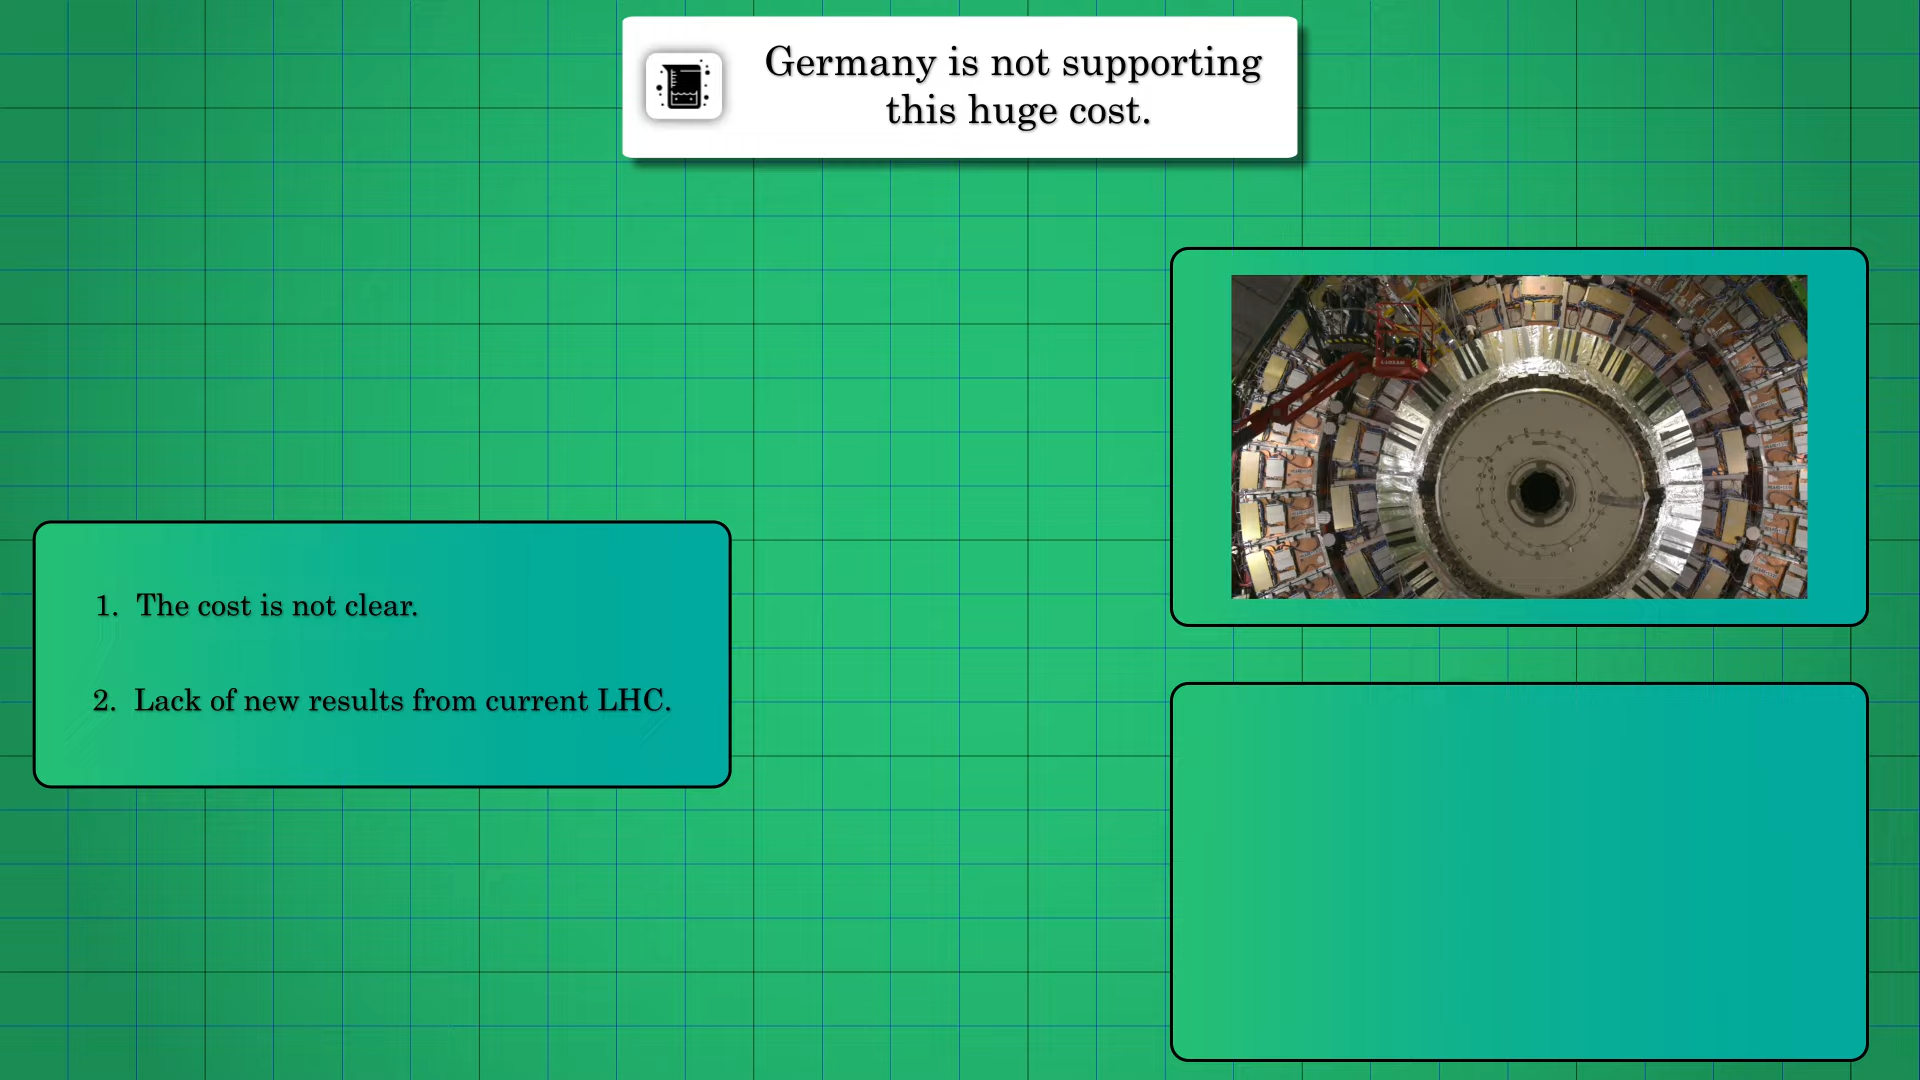 Germany is not supporting
this huge cost.
1. The cost is not clear.
2. Lack of new results from current LHC.